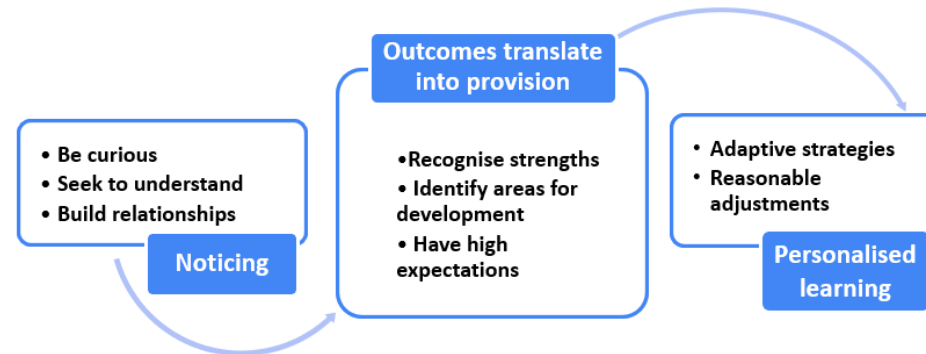 • Be curious
• Seek to understand
• Build relationships
Noticing
Outcomes translate
into provision
•Recognise strengths
• Identify areas for
development
• Have high
expectations
• Adaptive strategies
• Reasonable
adjustments
Personalised
learning